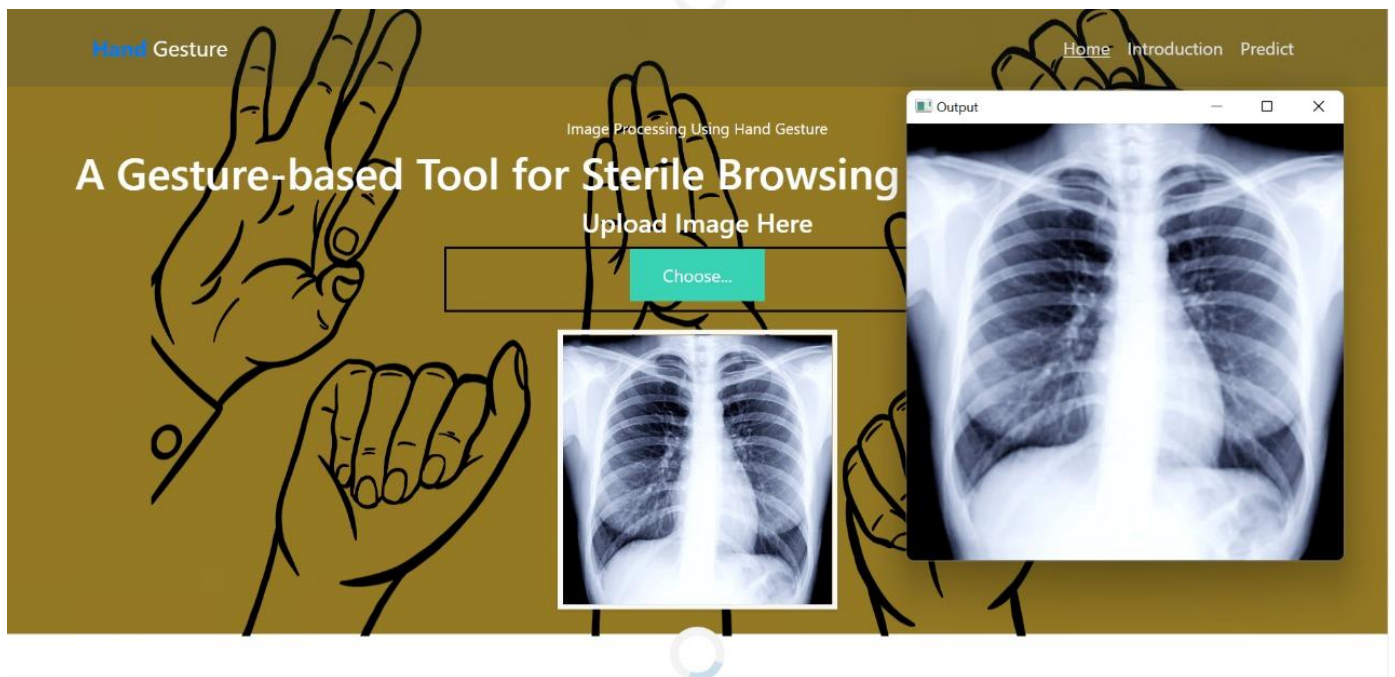 Hand Gesture
Home Introduction Predict
Output
Image Processing Using Hand Gesture
A Gesture-based Tool for Sterile Browsing
Upload Image Here
Choose...